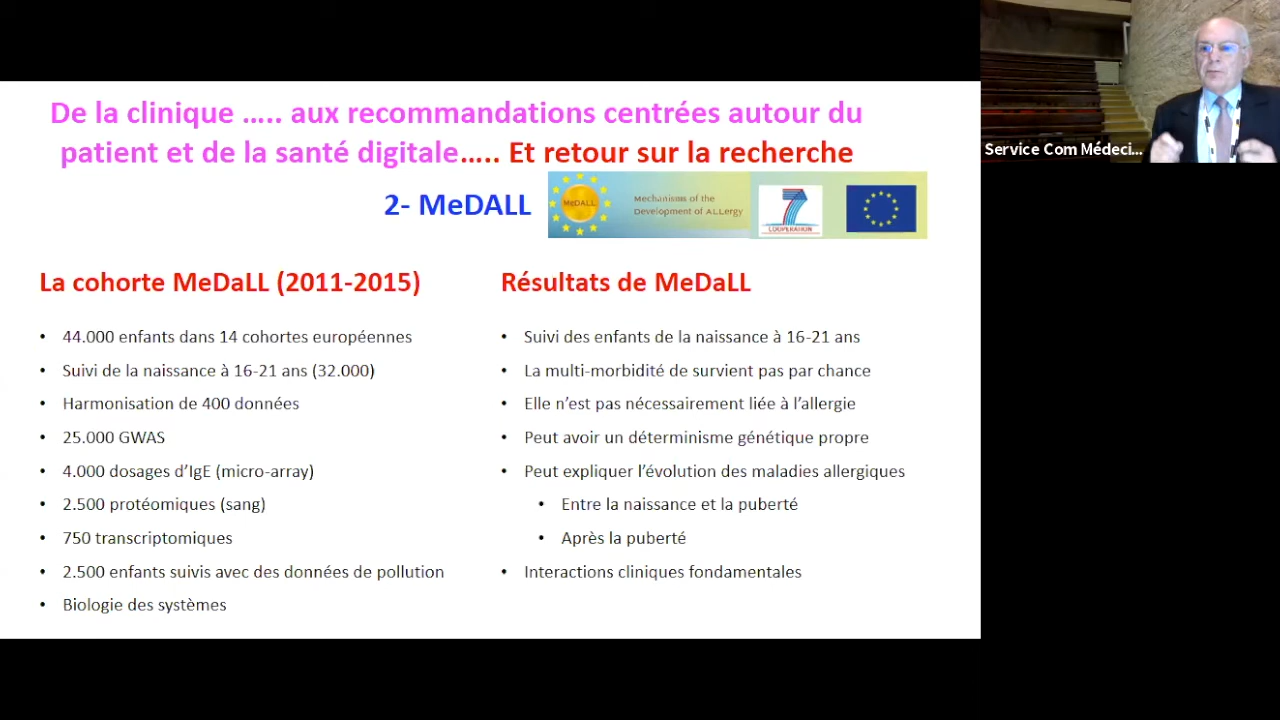 De la clinique ….. aux recommandations centrées autour du
patient et de la santé digitale….. Et retour sur la recherche
2- MeDALL
MeDALL
Mechanisms of the
Development of ALLergy
7
COOPERATION
Service Com Médeci...
La cohorte MeDaLL (2011-2015)
• 44.000 enfants dans 14 cohortes européennes
• Suivi de la naissance à 16-21 ans (32.000)
• Harmonisation de 400 données
• 25.000 GWAS
• 4.000 dosages d’IgE (micro-array)
• 2.500 protéomiques (sang)
• 750 transcriptomiques
• 2.500 enfants suivis avec des données de pollution
• Biologie des systèmes
Résultats de MeDaLL
• Suivi des enfants de la naissance à 16-21 ans
• La multi-morbidité de survient pas par chance
• Elle n’est pas nécessairement liée à l’allergie
• Peut avoir un déterminisme génétique propre
• Peut expliquer l’évolution des maladies allergiques
• Entre la naissance et la puberté
• Après la puberté
• Interactions cliniques fondamentales